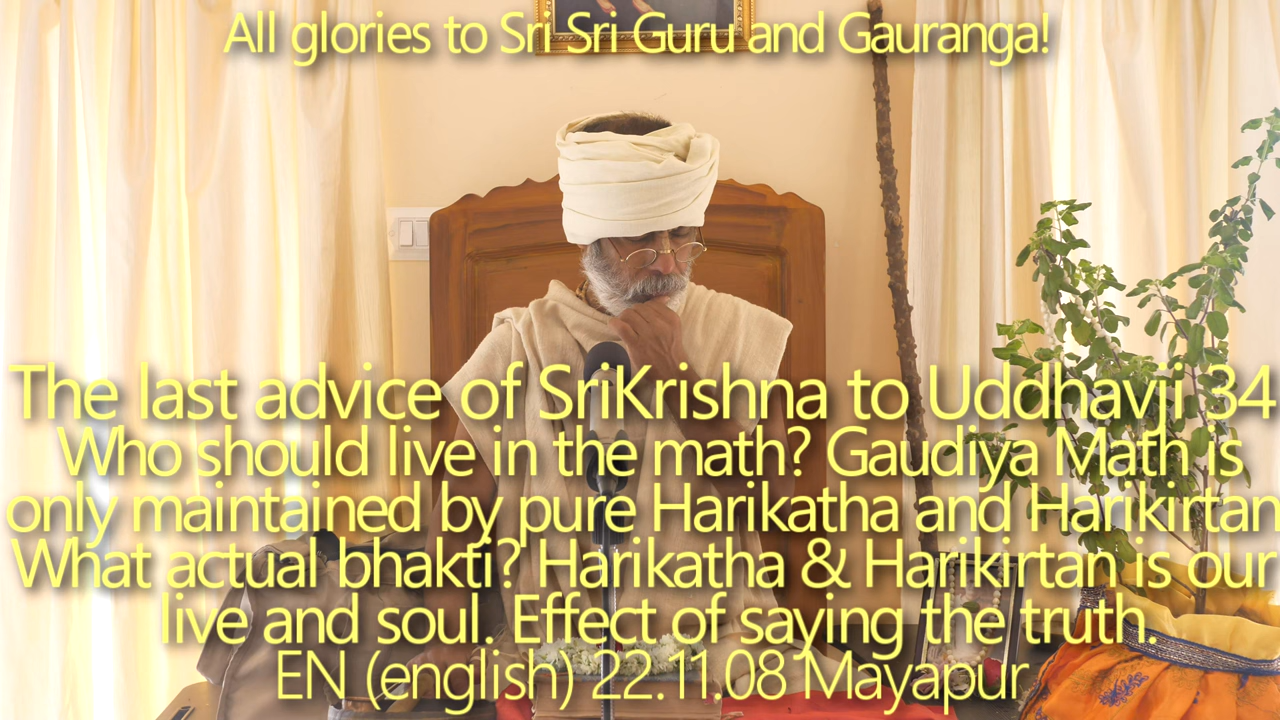 All glories to Sri Sri Guru and Gauranga!
The last advice of SriKrishna to Uddhavji 34
Who should live in the math? Gaudiya Math is
only maintained by pure Harikatha and Harikirtan
What actual bhakti? Harikatha & Harikirtan is our
live and soul. Effect of saying the truth.
EN (english) 22.11.08 Mayapur